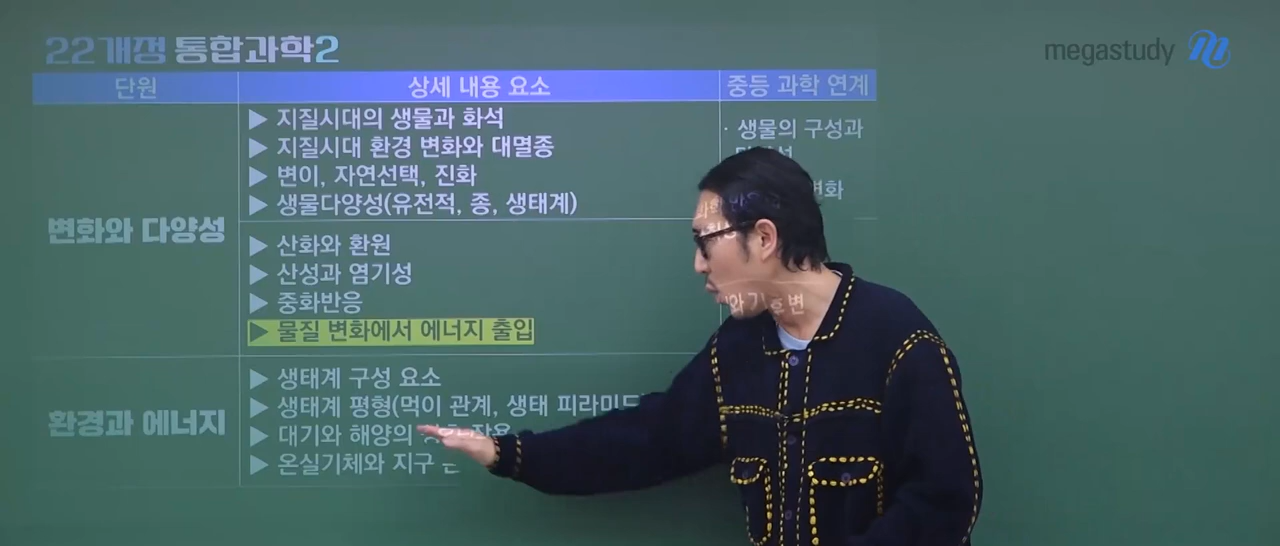 22개정 통합과학2
megastudy
단원
상세 내용 요소
중등 과학 연계
변화와 다양성
▶ 지질시대의 생물과 화석
▶ 지질시대 환경 변화와 대멸종
▶ 변이, 자연선택, 진화
▶ 생물다양성(유전적, 종, 생태계)
· 생물의 구성과
변화
▶ 산화와 환원
▶ 산성과 염기성
▶ 중화반응
▶ 물질 변화에서 에너지 출입
환경과 에너지
▶ 생태계 구성 요소
▶ 생태계 평형(먹이 관계, 생태 피라미드
▶ 대기와 해양의
▶ 온실기체와 지구